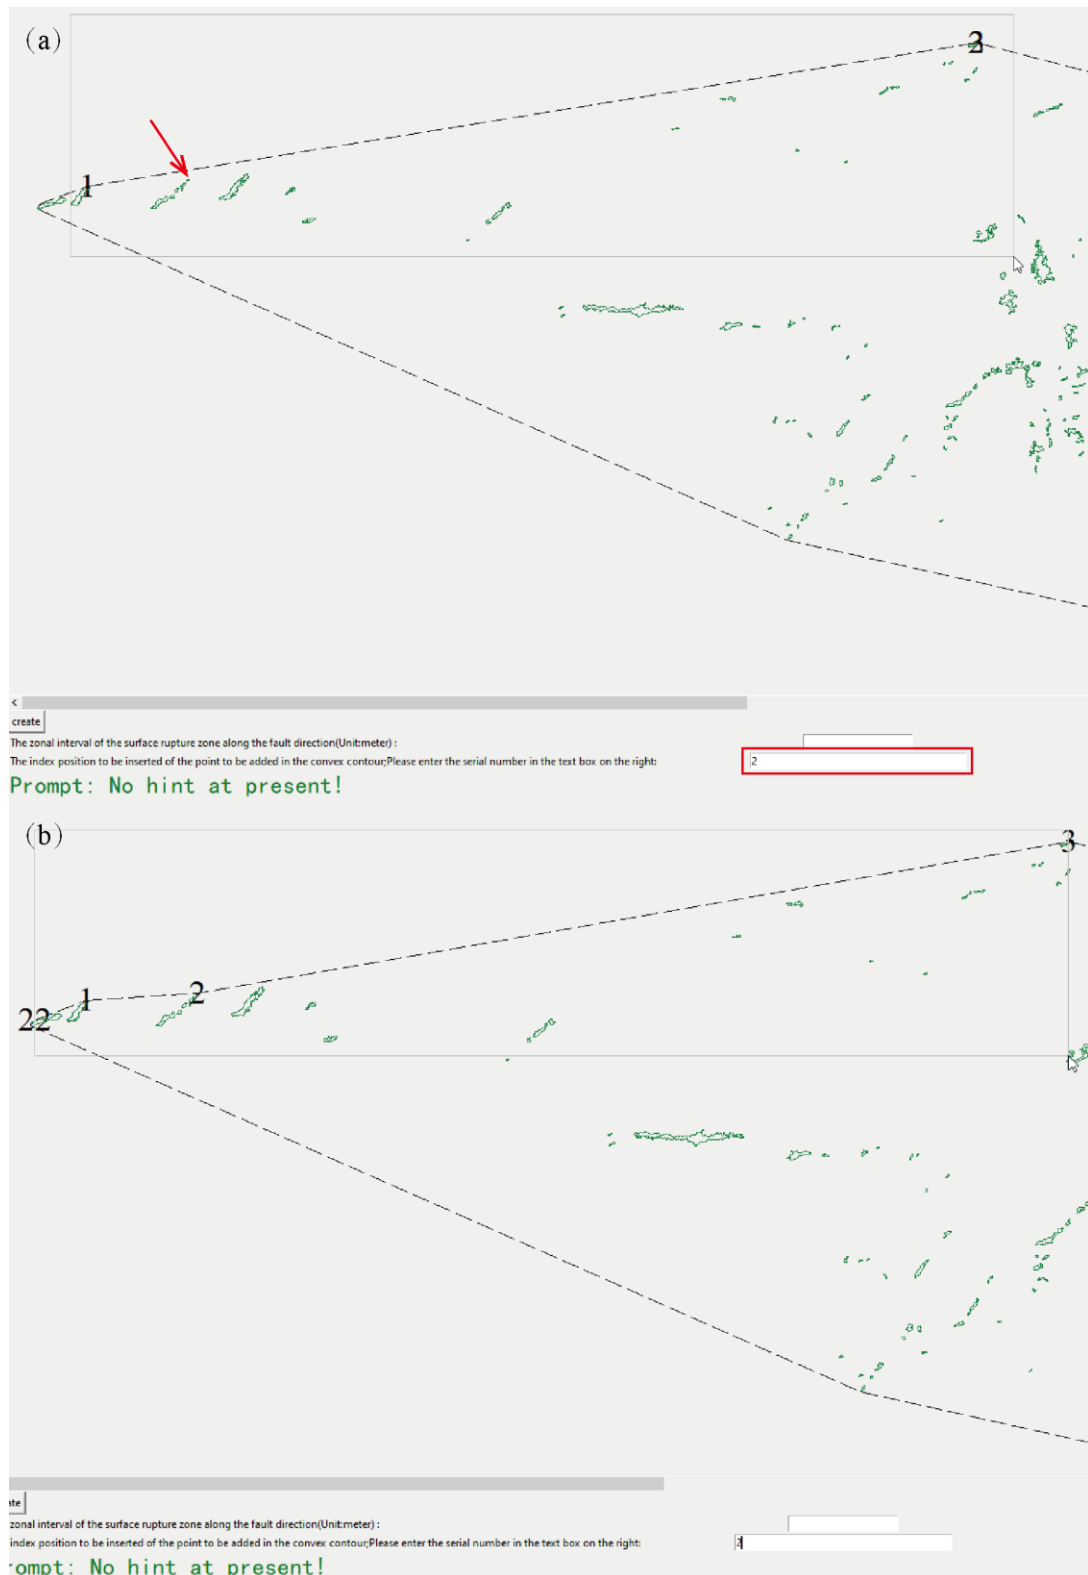 (a)
2
1
create
The zonal interval of the surface rupture zone along the fault direction(Unit:meter) :
The index position to be inserted of the point to be added in the convex contour;Please enter the serial number in the text box on the right:
2
Prompt: No hint at present!
(b)
3
2
1
22
ate
zonal interval of the surface rupture zone along the fault direction(Unit:meter) :
index position to be inserted of the point to be added in the convex contour;Please enter the serial number in the text box on the right:
2
rompt: No hint at present!